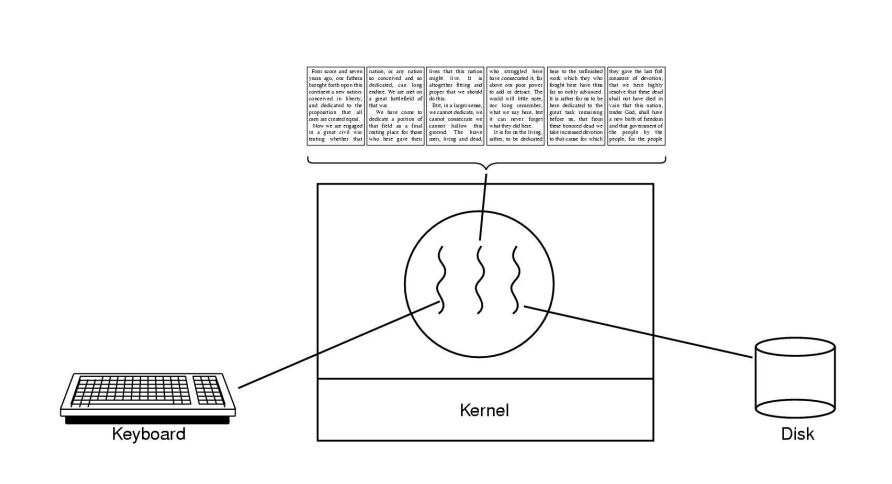 Four score and seven
years ago, our fathers
brought forth upon this
continent a new nation:
conceived in liberty,
and dedicated to the
proposition that all
men are created equal.
Now we are engaged
in a great civil war
testing whether that
nation, or any nation
so conceived and so
dedicated, can long
endure. We are met on
a great battlefield of
that war.
We have come to
dedicate a portion of
that field as a final
resting place for those
who here gave their
lives that this nation
might live. It is
altogether fitting and
proper that we should
do this.
But, in a larger sense,
we cannot dedicate, we
cannot consecrate we
cannot hallow this
ground. The brave
men, living and dead,
who struggled here
have consecrated it, far
above our poor power
to add or detract. The
world will little note,
nor long remember,
what we say here, but
it can never forget
what they did here.
It is for us the living,
rather, to be dedicated
here to the unfinished
work which they who
fought here have thus
far so nobly advanced.
It is rather for us to be
here dedicated to the
great task remaining
before us, that from
these honored dead we
take increased devotion
to that cause for which
they gave the last full
measure of devotion,
that we here highly
resolve that these dead
shall not have died in
vain that this nation,
under God, shall have
a new birth of freedom
and that government of
the people by the
people, for the people
Kernel
Keyboard
Disk